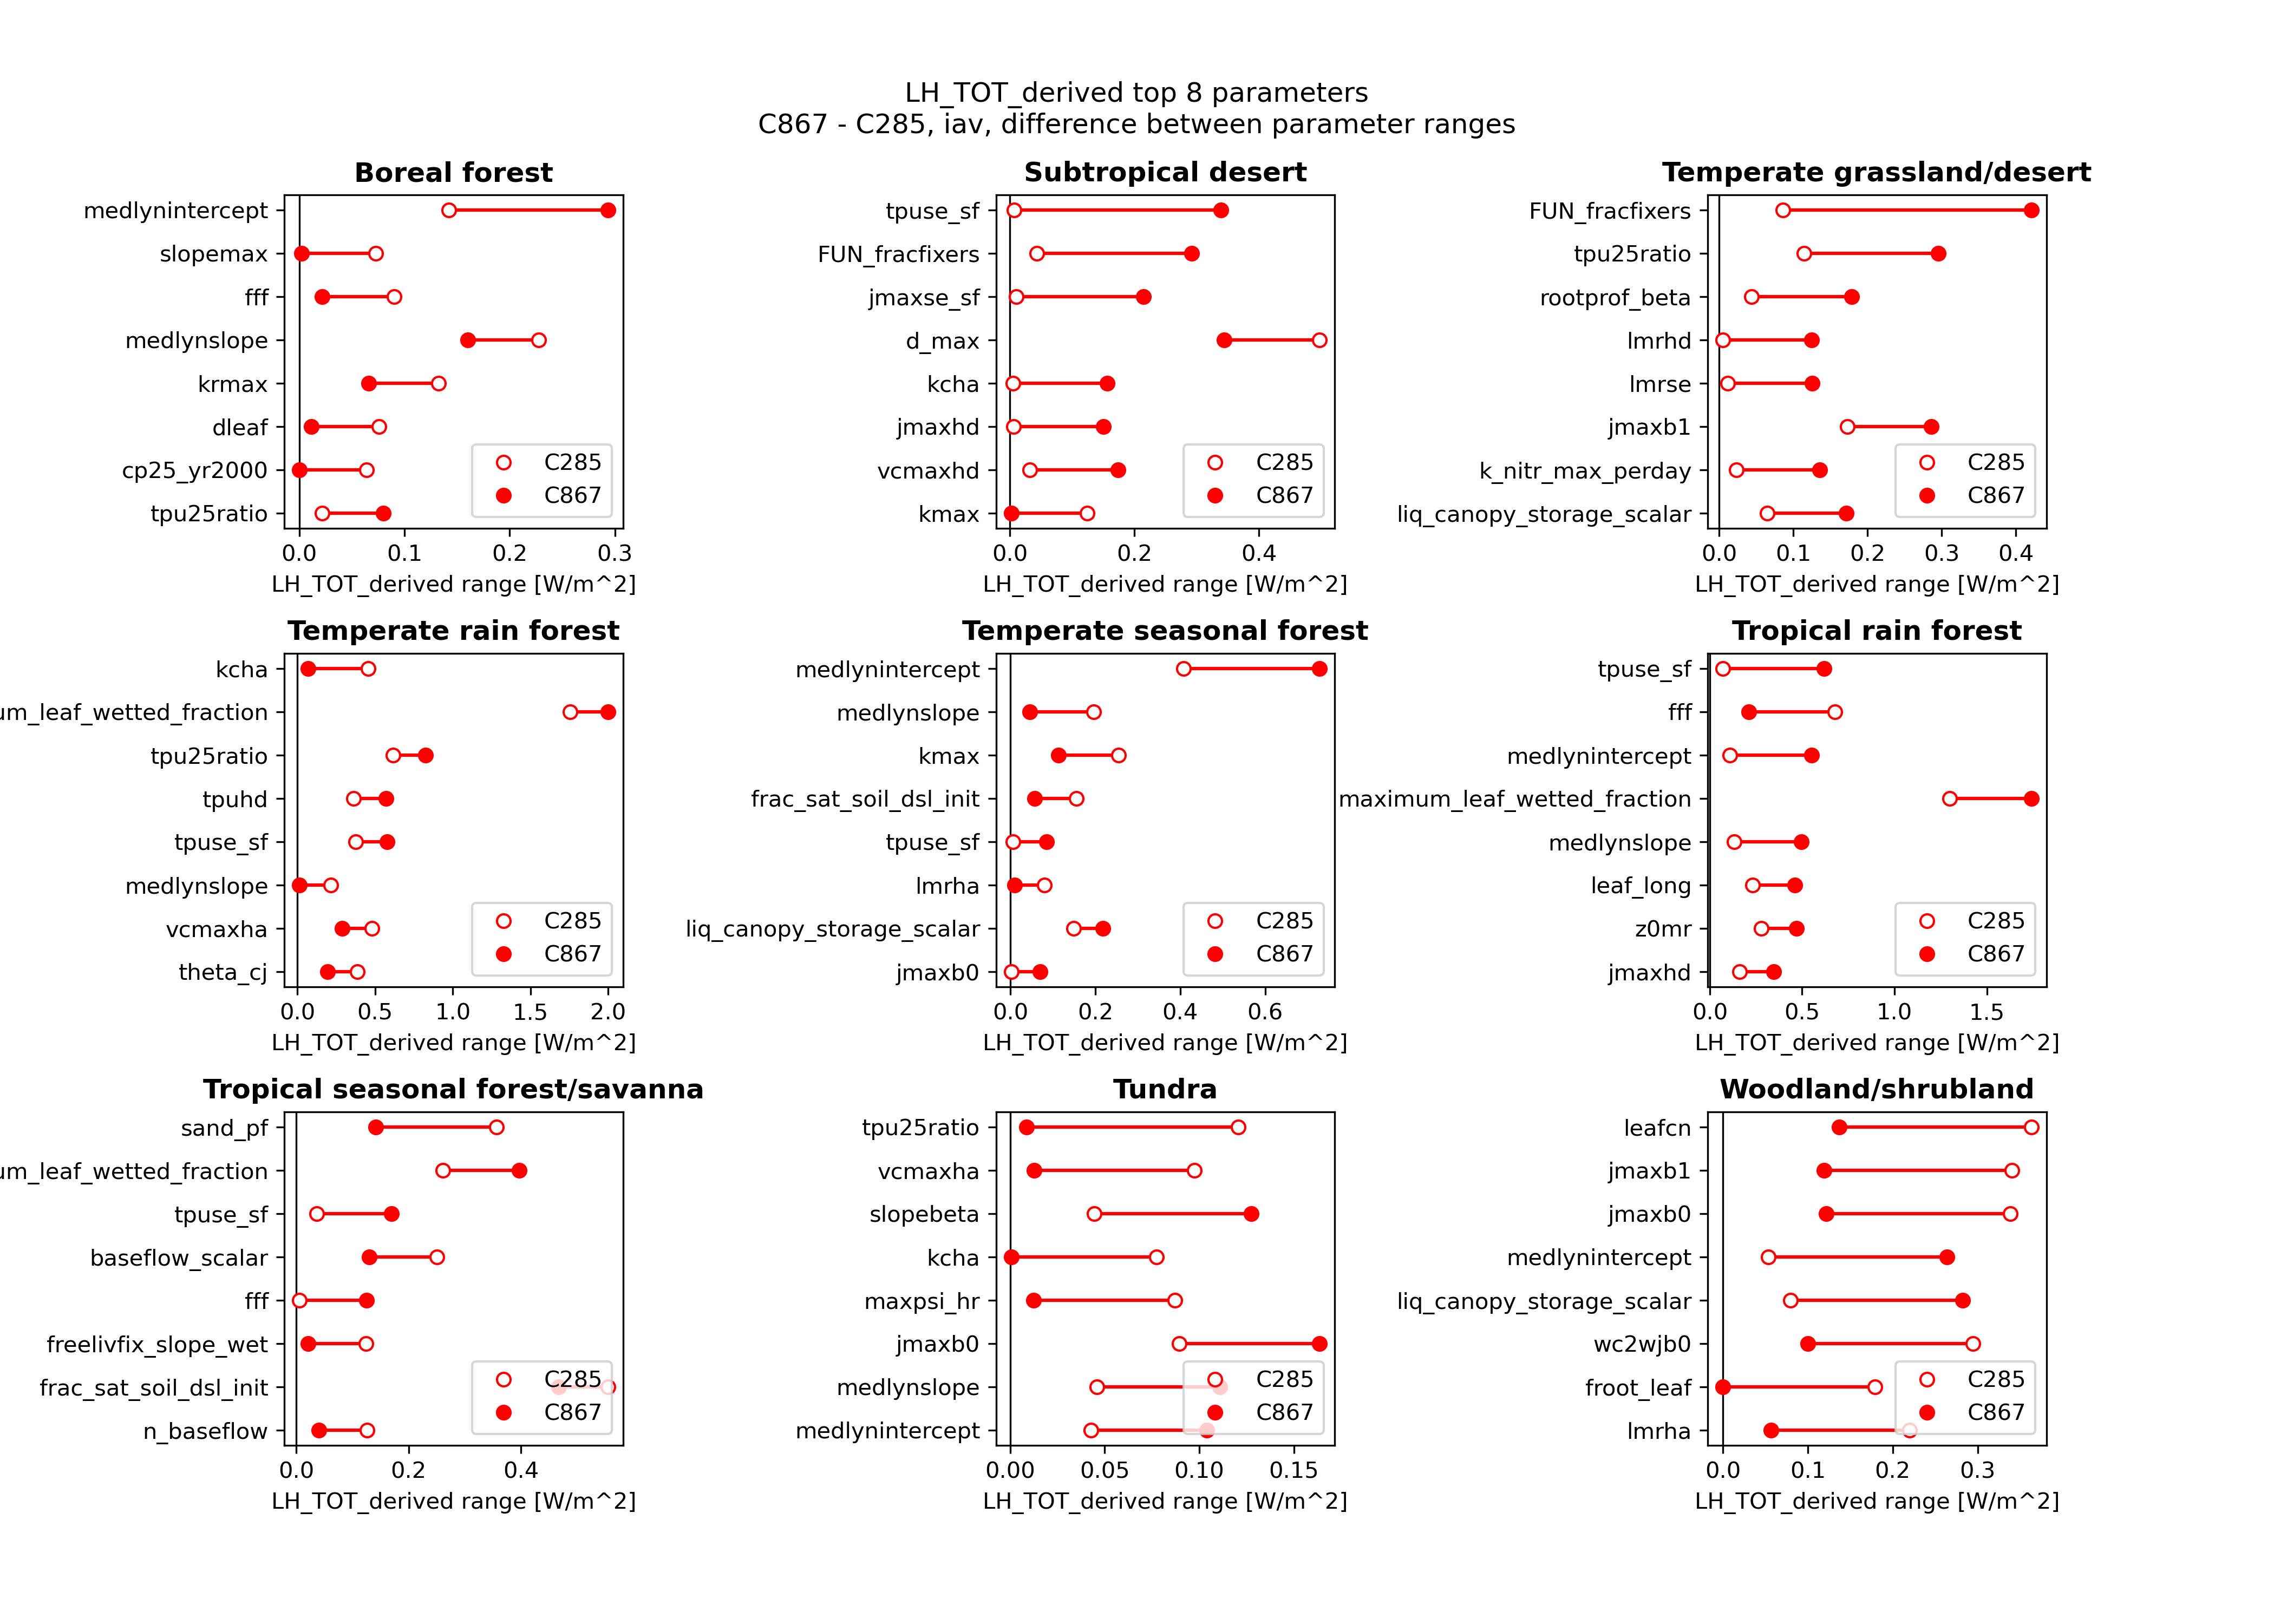 LH_TOT_derived top 8 parameters
C867 - C285, iav, difference between parameter ranges
Boreal forest
medlynintercept
slopemax
fff
medlynslope
krmax
dleaf
cp25_yr2000
tpu25ratio
C285
C867
0.0 0.1 0.2 0.3
LH_TOT_derived range [W/m^2]
Subtropical desert
tpuse_sf
FUN_fracfixers
jmaxse_sf
d_max
kcha
jmaxhd
vcmaxhd
kmax
C285
C867
0.0 0.2 0.4
LH_TOT_derived range [W/m^2]
Temperate grassland/desert
FUN_fracfixers
tpu25ratio
rootprof_beta
lmrhd
lmrse
jmaxb1
k_nitr_max_perday
liq_canopy_storage_scalar
C285
C867
0.0 0.1 0.2 0.3 0.4
LH_TOT_derived range [W/m^2]
Temperate rain forest
kcha
um_leaf_wetted_fraction
tpu25ratio
tpuhd
tpuse_sf
medlynslope
vcmaxha
theta_cj
C285
C867
0.0 0.5 1.0 1.5 2.0
LH_TOT_derived range [W/m^2]
Temperate seasonal forest
medlynintercept
medlynslope
kmax
frac_sat_soil_dsl_init
tpuse_sf
lmrha
liq_canopy_storage_scalar
jmaxb0
C285
C867
0.0 0.2 0.4 0.6
LH_TOT_derived range [W/m^2]
Tropical rain forest
tpuse_sf
fff
medlynintercept
maximum_leaf_wetted_fraction
medlynslope
leaf_long
z0mr
jmaxhd
C285
C867
0.0 0.5 1.0 1.5
LH_TOT_derived range [W/m^2]
Tropical seasonal forest/savanna
sand_pf
um_leaf_wetted_fraction
tpuse_sf
baseflow_scalar
fff
freelivfix_slope_wet
frac_sat_soil_dsl_init
n_baseflow
C285
C867
0.0 0.2 0.4
LH_TOT_derived range [W/m^2]
Tundra
tpu25ratio
vcmaxha
slopebeta
kcha
maxpsi_hr
jmaxb0
medlynslope
medlynintercept
C285
C867
0.00 0.05 0.10 0.15
LH_TOT_derived range [W/m^2]
Woodland/shrubland
leafcn
jmaxb1
jmaxb0
medlynintercept
liq_canopy_storage_scalar
wc2wjb0
froot_leaf
lmrha
C285
C867
0.0 0.1 0.2 0.3
LH_TOT_derived range [W/m^2]